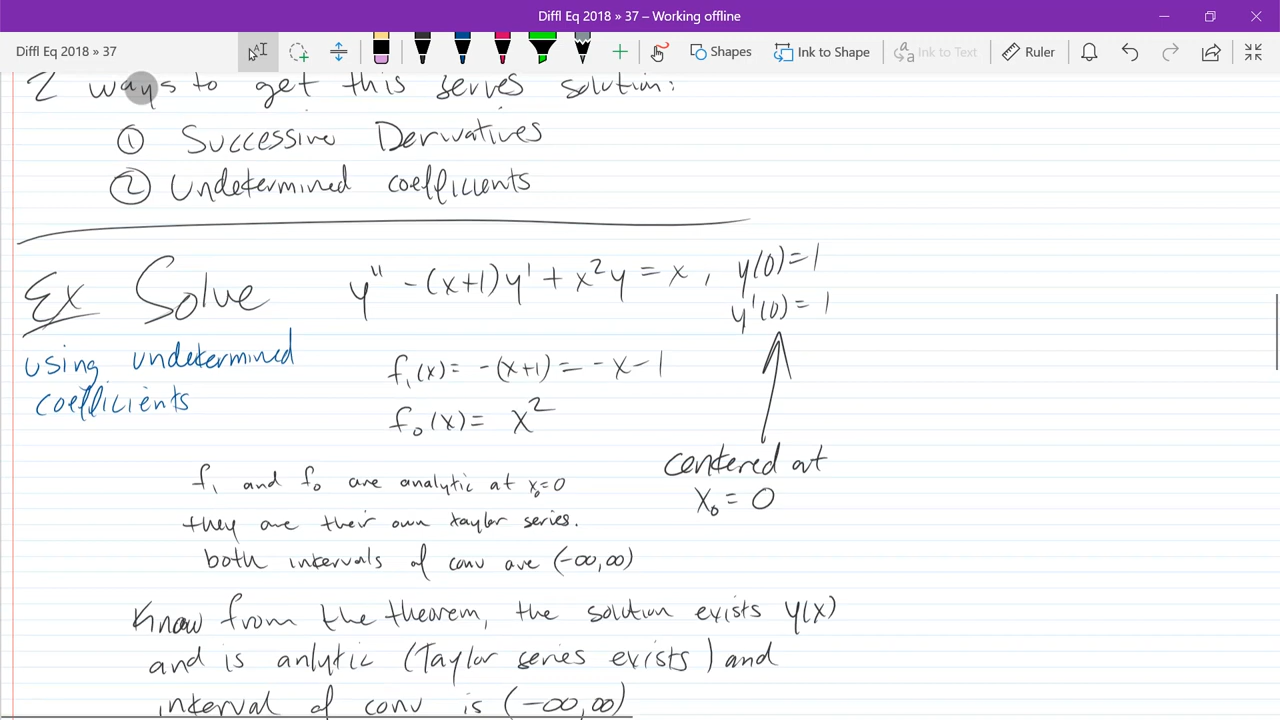 Diffl Eq 2018 » 37 – Working offline
Diffl Eq 2018 » 37
Shapes
Ink to Shape
Ink to Text
Ruler
2 ways to get this series solution:
① Successive Derivatives
② Undetermined coefficients
Ex Solve y'' -(x+1)y' + x²y = x, y(0)=1
y'(0)=1
using undetermined
coefficients
f₁(x)= -(x+1) = -x-1
f₀(x)= x²
centered at
x₀ = 0
f₁ and f₀ are analytic at x₀=0
they are their own taylor series.
both intervals of conv are (-∞,∞)
Know from the theorem, the solution exists y(x)
and is anlytic (Taylor series exists) and
interval of conv is (-∞,∞)